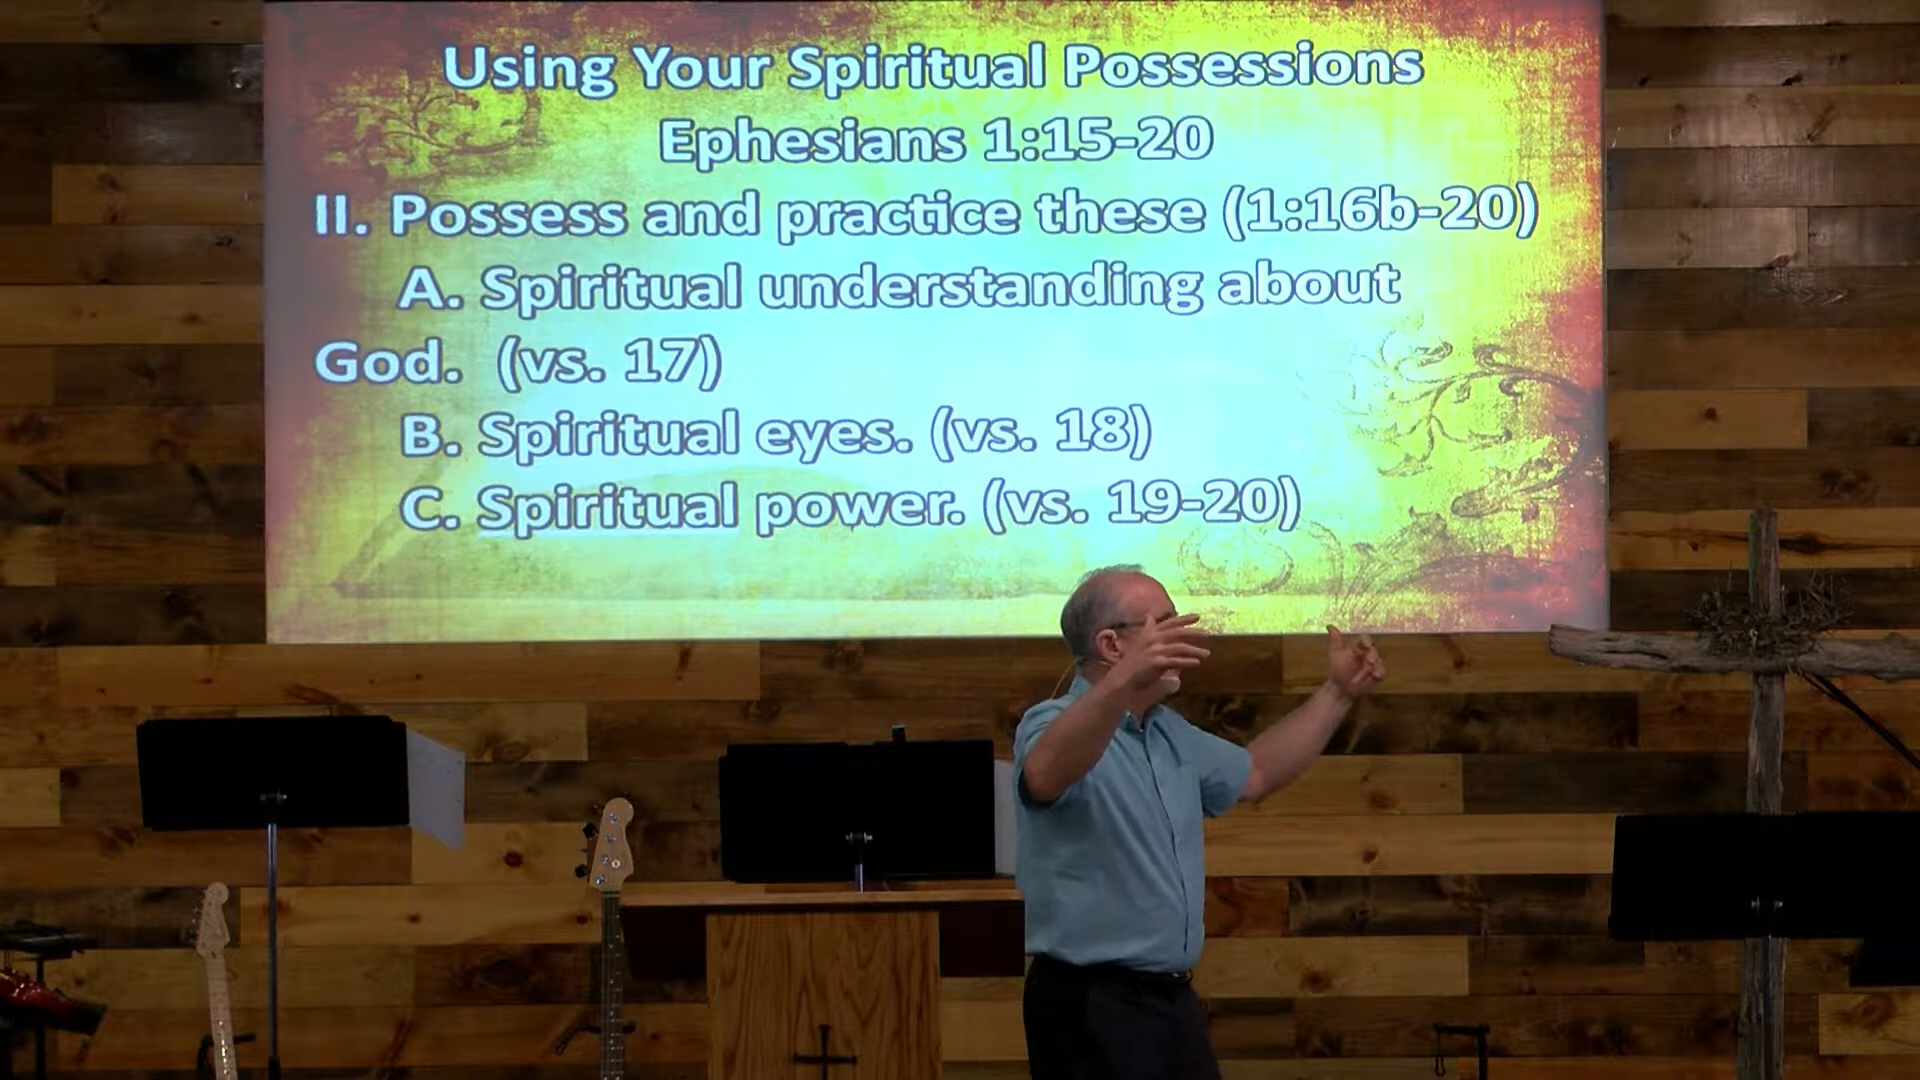 Using Your Spiritual Possessions
Ephesians 1:15-20
II. Possess and practice these (1:16b-20)
A. Spiritual understanding about
God. (vs. 17)
B. Spiritual eyes. (vs. 18)
C. Spiritual power. (vs. 19-20)